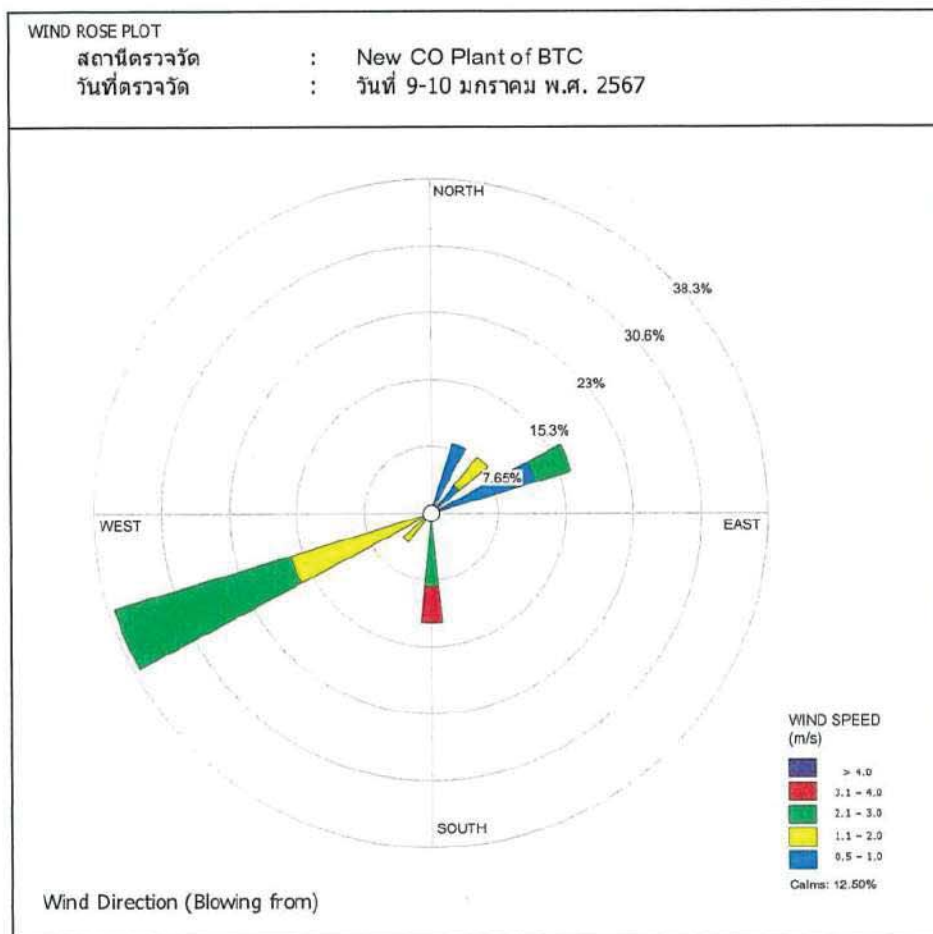 WIND ROSE PLOT
สถานีตรวจวัด : New CO Plant of BTC
วันที่ตรวจวัด : วันที่ 9-10 มกราคม พ.ศ. 2567
NORTH
38.3%
30.6%
23%
15.3%
7.65%
WEST
EAST
SOUTH
WIND SPEED
(m/s)
> 4.0
3.1 - 4.0
2.1 - 3.0
1.1 - 2.0
0.5 - 1.0
Calms: 12.50%
Wind Direction (Blowing from)